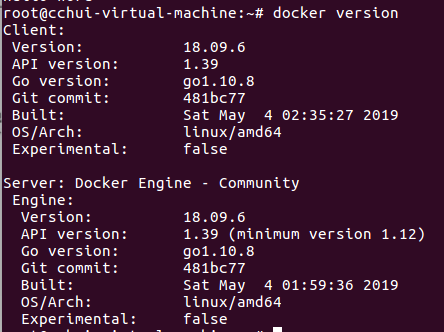 root@cchui-virtual-machine:~# docker version
Client:
 Version:           18.09.6
 API version:       1.39
 Go version:        go1.10.8
 Git commit:        481bc77
 Built:             Sat May  4 02:35:27 2019
 OS/Arch:           linux/amd64
 Experimental:      false

Server: Docker Engine - Community
 Engine:
  Version:          18.09.6
  API version:      1.39 (minimum version 1.12)
  Go version:       go1.10.8
  Git commit:       481bc77
  Built:            Sat May  4 01:59:36 2019
  OS/Arch:          linux/amd64
  Experimental:     false